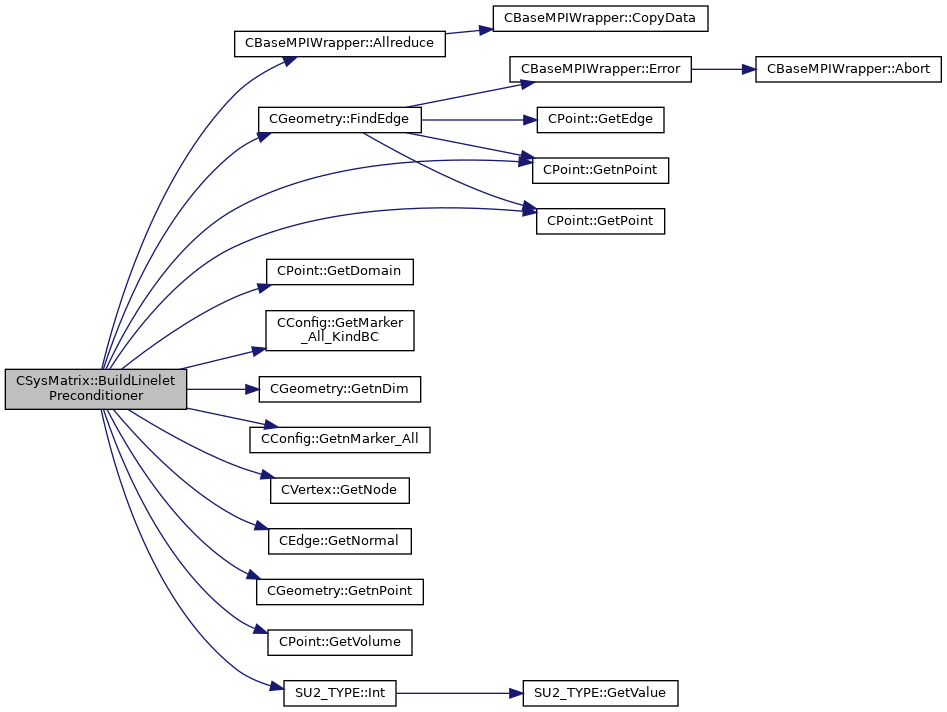 CBaseMPIWrapper::CopyData
CBaseMPIWrapper::Allreduce
CBaseMPIWrapper::Error
CBaseMPIWrapper::Abort
CGeometry::FindEdge
CPoint::GetEdge
CPoint::GetnPoint
CPoint::GetPoint
CPoint::GetDomain
CConfig::GetMarker
_All_KindBC
CSysMatrix::BuildLinelet
Preconditioner
CGeometry::GetnDim
CConfig::GetnMarker_All
CVertex::GetNode
CEdge::GetNormal
CGeometry::GetnPoint
CPoint::GetVolume
SU2_TYPE::Int
SU2_TYPE::GetValue